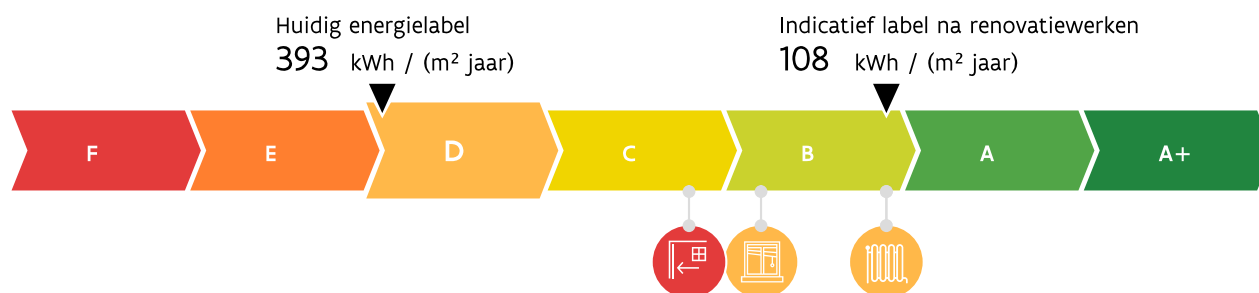 Huidig energielabel
393 kWh / (m² jaar)
Indicatief label na renovatiewerken
108 kWh / (m² jaar)
F E D C B A A+